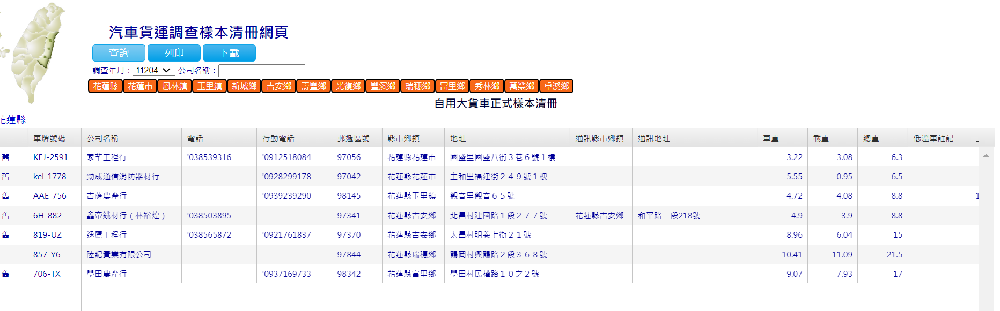 汽車貨運調查樣本清冊網頁
查詢 列印 下載
調查年月：11204 公司名稱：
花蓮縣 花蓮市 鳳林鎮 玉里鎮 新城鄉 吉安鄉 壽豐鄉 光復鄉 豐濱鄉 瑞穗鄉 富里鄉 秀林鄉 萬榮鄉 卓溪鄉
自用大貨車正式樣本清冊
花蓮縣
車牌號碼 公司名稱 電話 行動電話 郵遞區號 縣市鄉鎮 地址 通訊縣市鄉鎮 通訊地址 車重 載重 總重 低溫車註記
舊 KEJ-2591 家芊工程行 '038539316 '0912518084 97056 花蓮縣花蓮市 國盛里國盛八街３巷６號１樓 3.22 3.08 6.3
舊 kel-1778 勁成通信消防器材行 '0928299178 97042 花蓮縣花蓮市 主和里福建街２４９號１樓 5.55 0.95 6.5
舊 AAE-756 吉薩農產行 '0939239290 98145 花蓮縣玉里鎮 觀音里觀音６５號 4.72 4.08 8.8 1
舊 6H-882 鑫帝鐵材行（林裕煌） '038503895 97341 花蓮縣吉安鄉 北昌村建國路１段２７７號 花蓮縣吉安鄉 和平路一段218號 4.9 3.9 8.8
舊 819-UZ 逸鷹工程行 '038565872 '0921761837 97370 花蓮縣吉安鄉 太昌村明義七街２１號 8.96 6.04 15
857-Y6 陸紀實業有限公司 97844 花蓮縣瑞穗鄉 鶴岡村興鶴路２段３６８號 10.41 11.09 21.5
舊 706-TX 學田農產行 '0937169733 98342 花蓮縣富里鄉 學田村民權路１０之２號 9.07 7.93 17